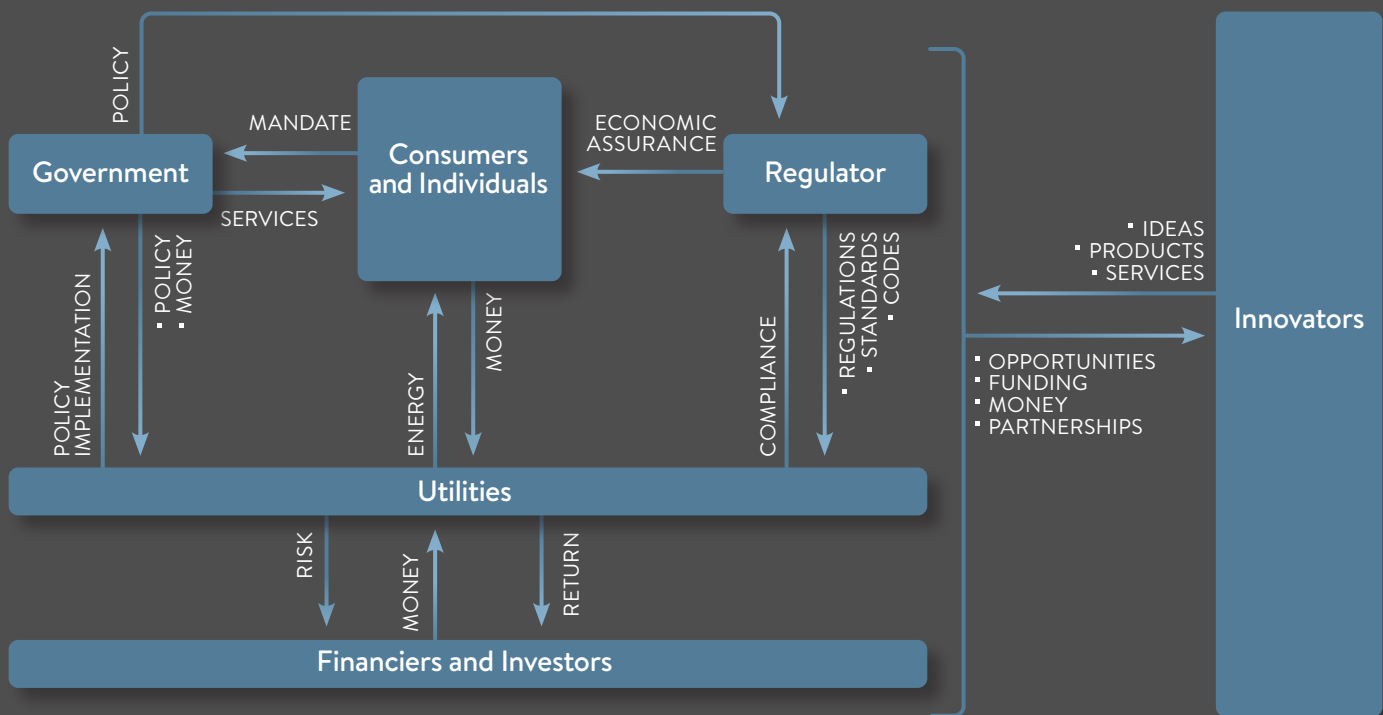 POLICY
MANDATE
ECONOMIC
ASSURANCE
Government
Consumers
and Individuals
Regulator
SERVICES
▪ IDEAS
▪ PRODUCTS
▪ SERVICES
Innovators
POLICY
IMPLEMENTATION
▪ POLICY
▪ MONEY
ENERGY
MONEY
COMPLIANCE
▪ REGULATIONS
▪ STANDARDS
▪ CODES
▪ OPPORTUNITIES
▪ FUNDING
▪ MONEY
▪ PARTNERSHIPS
Utilities
RISK
MONEY
RETURN
Financiers and Investors